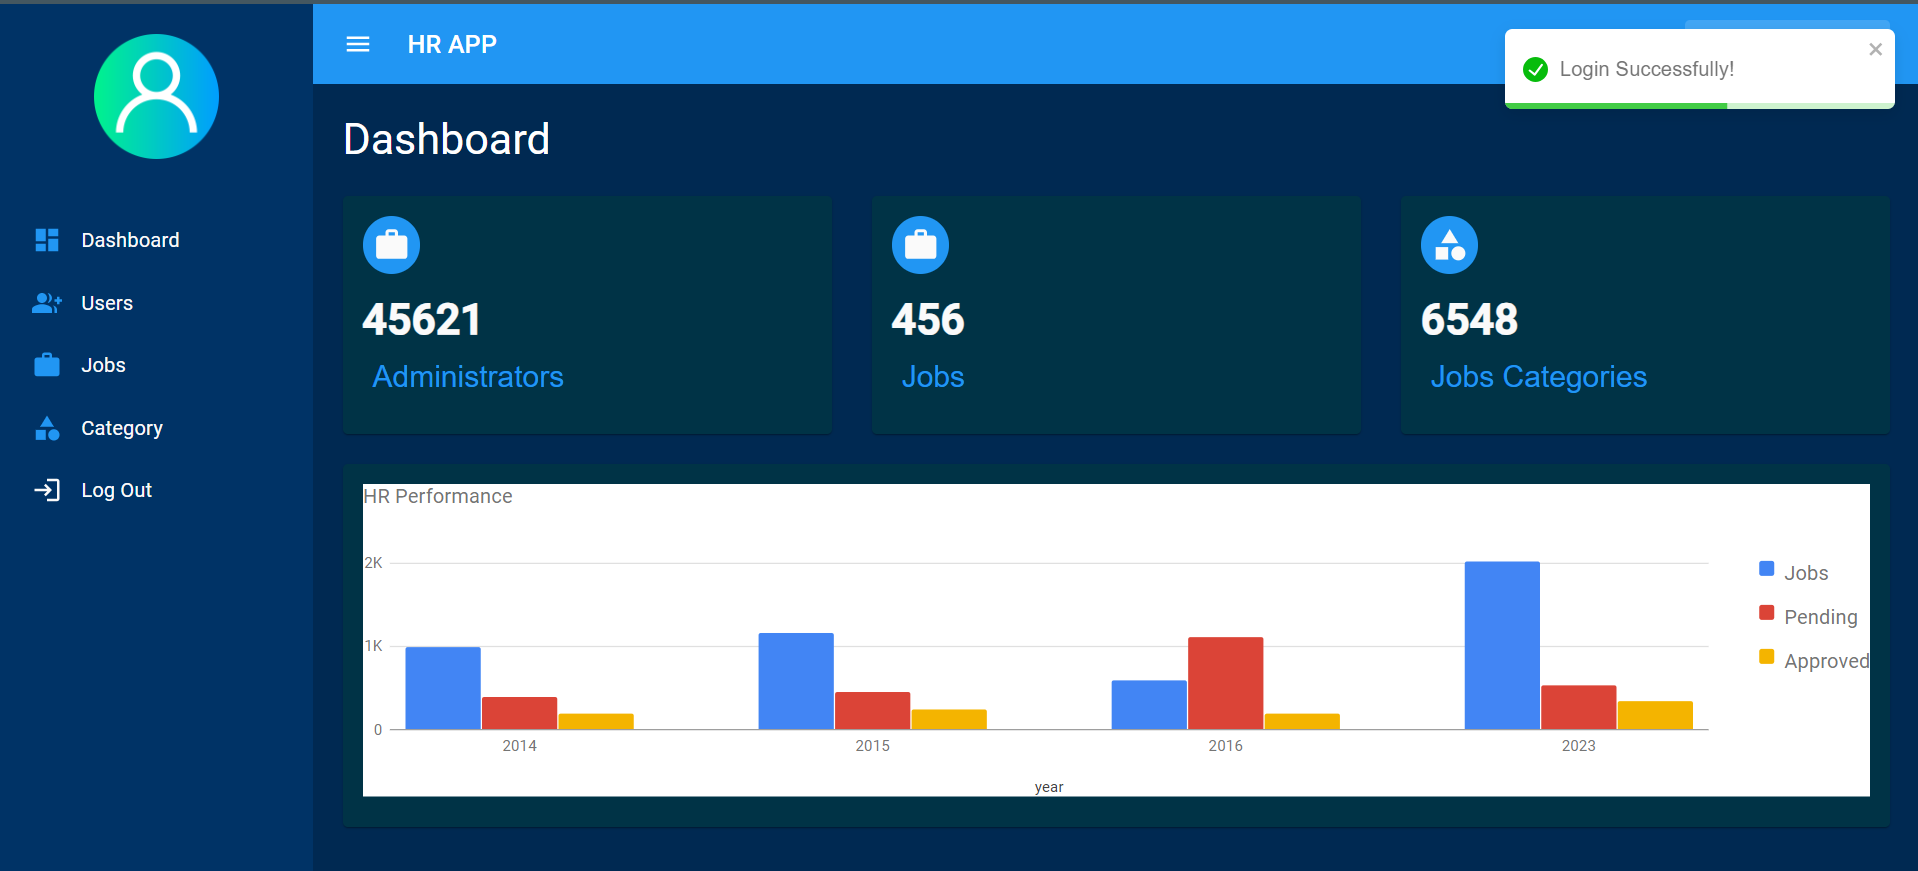 HR APP
Login Successfully!
Dashboard
Dashboard
Users
Jobs
Category
Log Out
45621
Administrators
456
Jobs
6548
Jobs Categories
HR Performance
2K
1K
0
2014
2015
2016
2023
year
Jobs
Pending
Approved